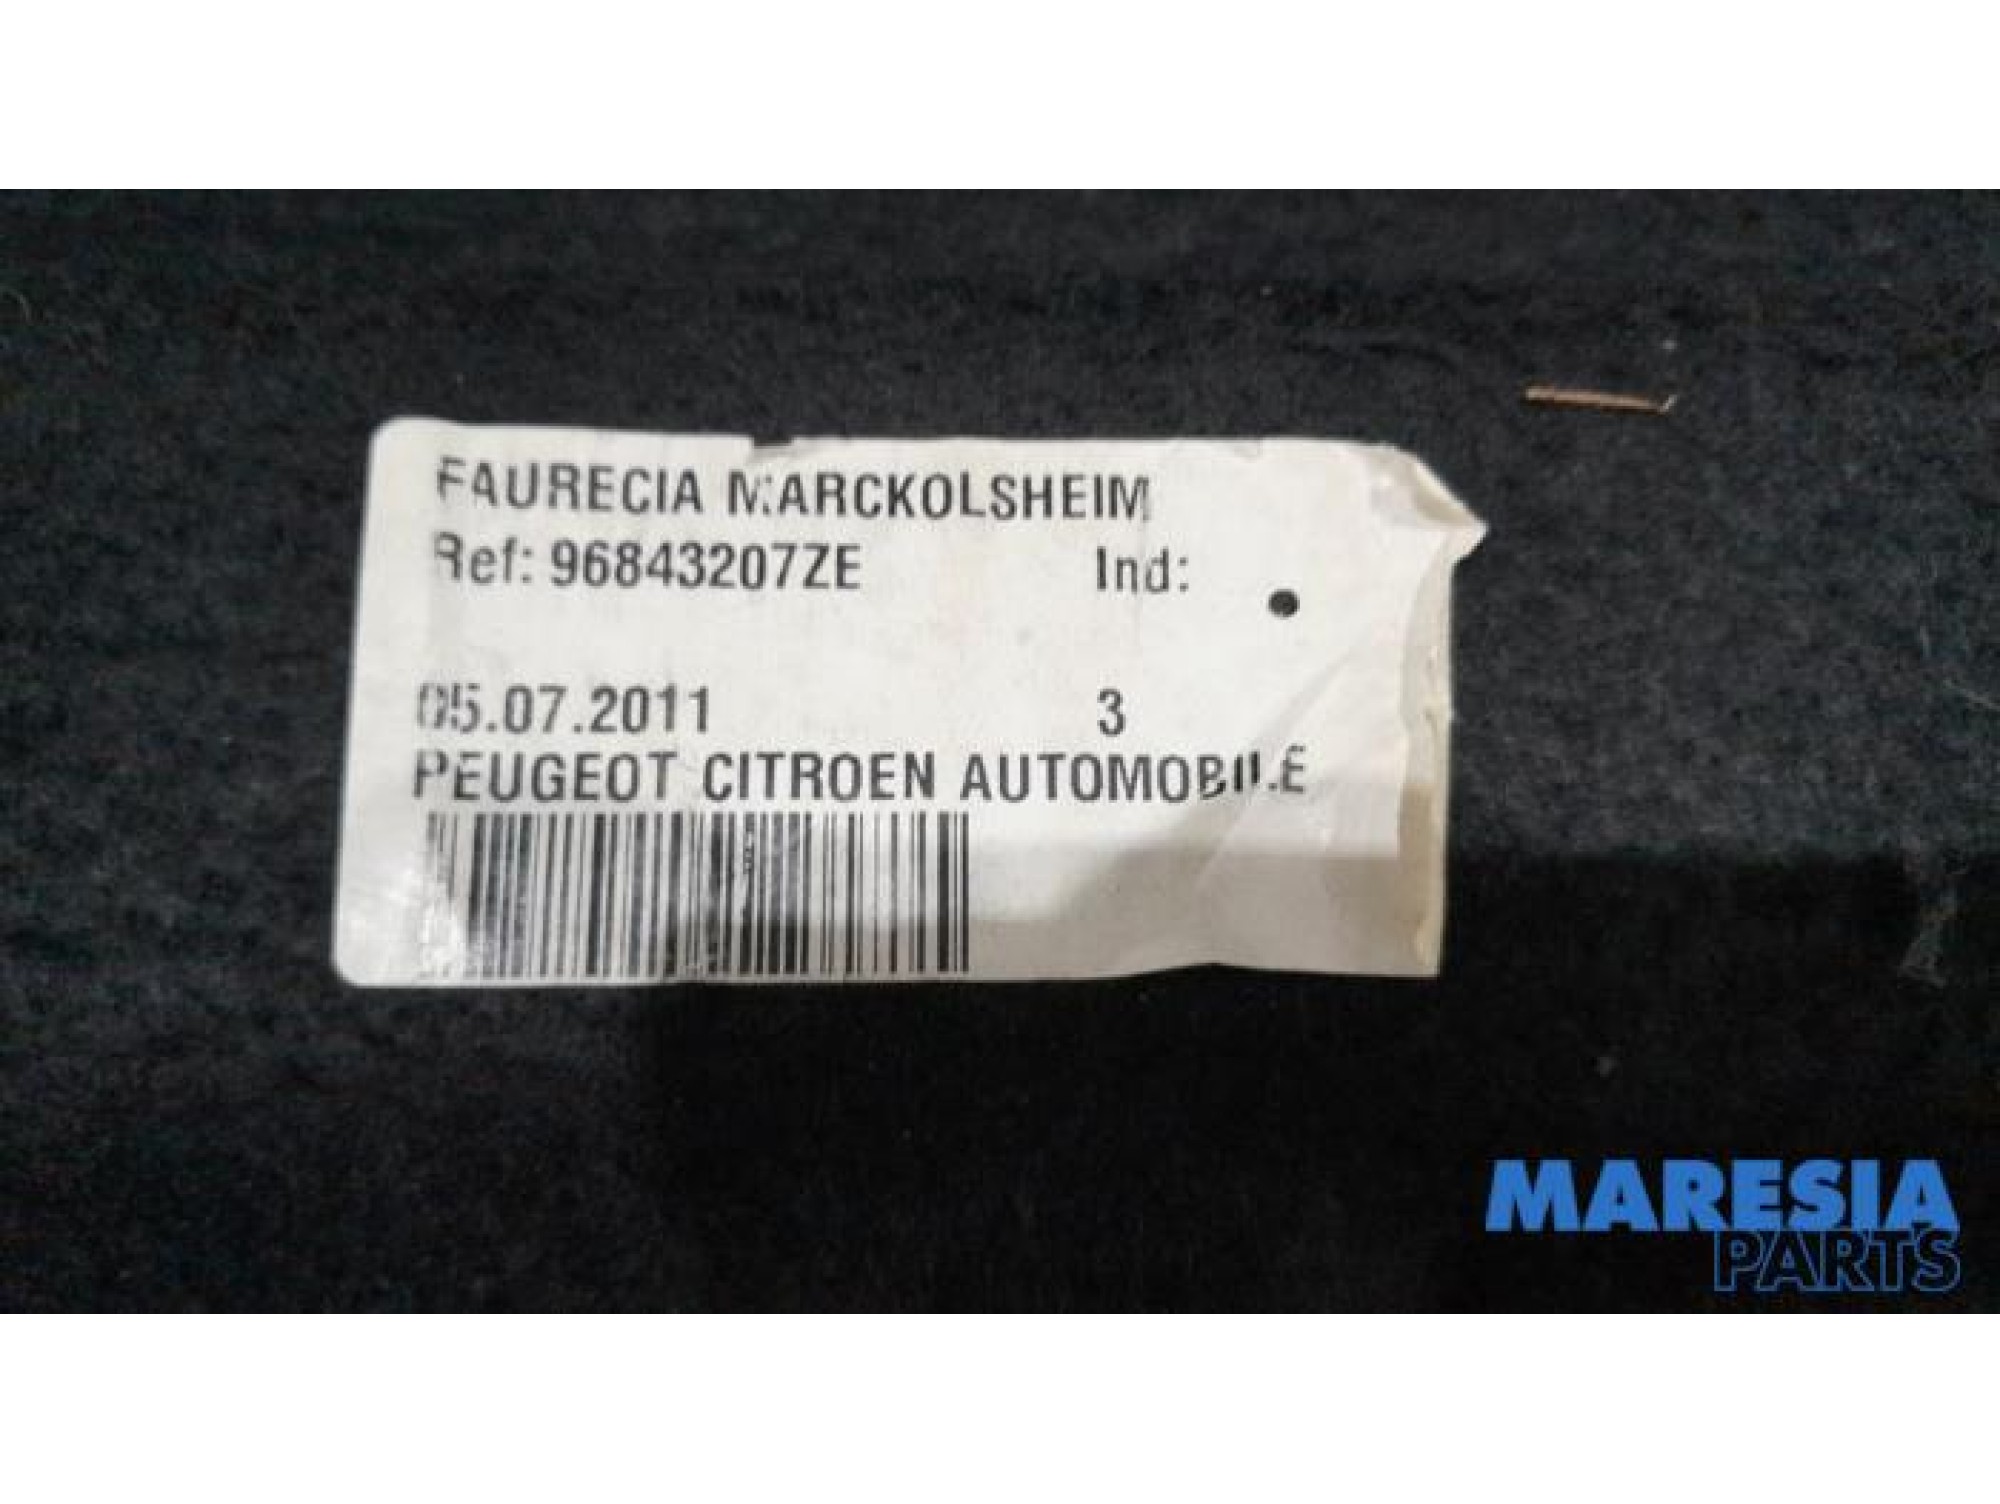 FAURECIA MARCKOLSHEIM
Ref: 96843207ZE Ind:
05.07.2011 3
PEUGEOT CITROEN AUTOMOBILE
MARESIA
PARTS